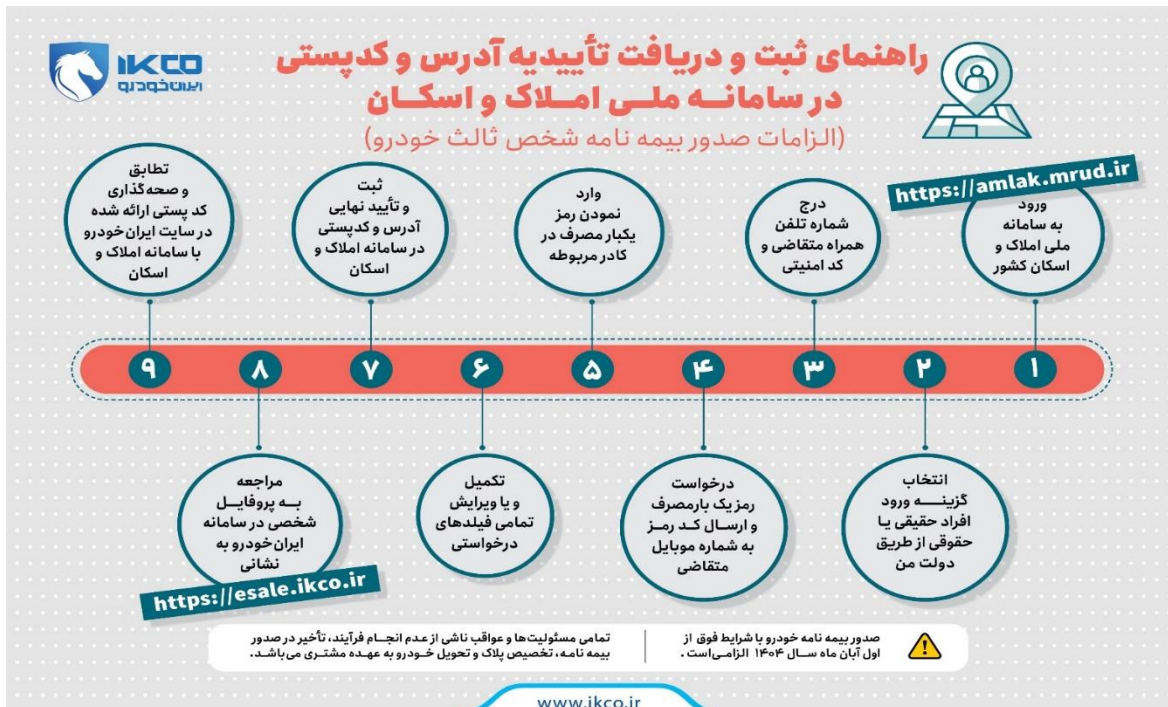 IKCO
ایران‌خودرو
راهنمای ثبت و دریافت تأییدیه آدرس و کدپستی
در سامانه ملی املاک و اسکان
(الزامات صدور بیمه نامه شخص ثالث خودرو)
https://amlak.mrud.ir
ورود
به سامانه
ملی املاک و
اسکان کشور
۱
انتخاب
گزینه ورود
افراد حقیقی یا
حقوقی از طریق
دولت من
۲
درج
شماره تلفن
همراه متقاضی و
کد امنیتی
۳
درخواست
رمز یک بارمصرف
و ارسال کد رمز
به شماره موبایل
متقاضی
۴
وارد
نمودن رمز
یکبار مصرف در
کادر مربوطه
۵
تکمیل
و یا ویرایش
تمامی فیلدهای
درخواستی
۶
ثبت
و تأیید نهایی
آدرس و کدپستی
در سامانه املاک و
اسکان
۷
مراجعه
به پروفایل
شخصی در سامانه
ایران‌خودرو به
نشانی
https://esale.ikco.ir
۸
تطابق
و صحه‌گذاری
کد پستی ارائه شده
در سایت ایران‌خودرو
با سامانه املاک و
اسکان
۹
صدور بیمه نامه خودرو با شرایط فوق از
اول آبان ماه سال ۱۴۰۴ الزامی‌است .
تمامی مسئولیت‌ها و عواقب ناشی از عدم انجام فرآیند، تأخیر در صدور
بیمه نامه، تخصیص پلاک و تحویل خودرو به عهده مشتری می‌باشد.
www.ikco.ir